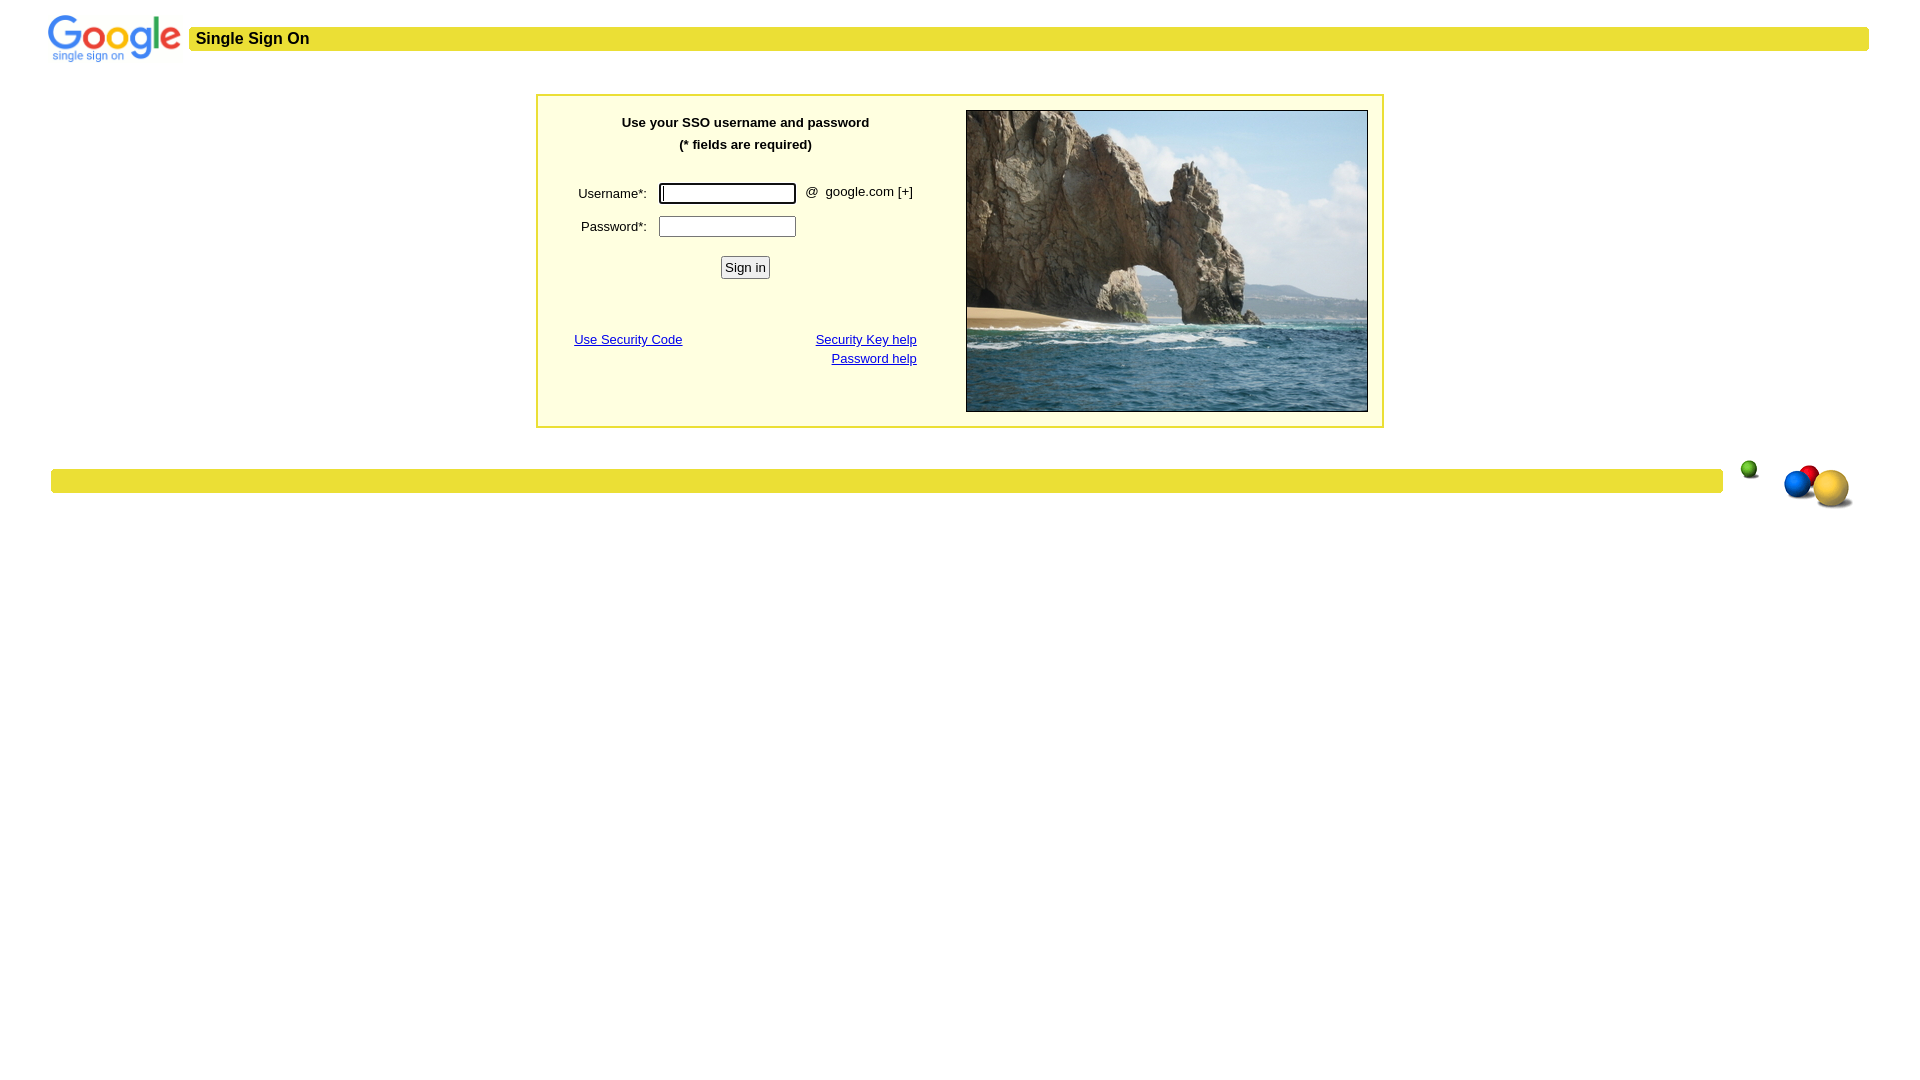 Google
single sign on
Single Sign On
Use your SSO username and password
(* fields are required)
Username*: @ google.com [+]
Password*:
Sign in
Use Security Code Security Key help
Password help